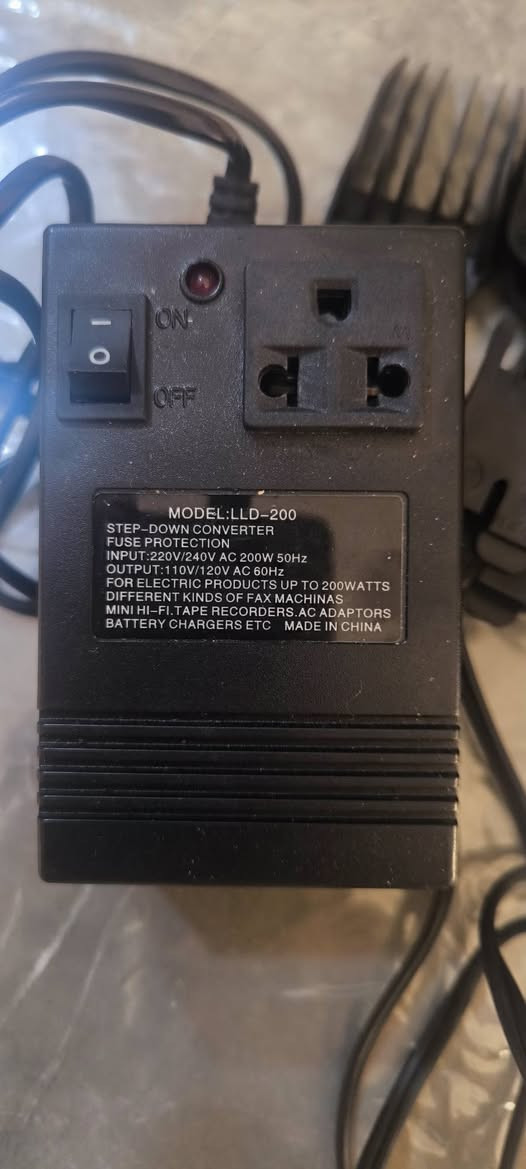 ON
OFF
MODEL:LLD-200
STEP-DOWN CONVERTER
FUSE PROTECTION
INPUT:220V/240V AC 200W 50Hz
OUTPUT:110V/120V AC 60Hz
FOR ELECTRIC PRODUCTS UP TO 200WATTS
DIFFERENT KINDS OF FAX MACHINAS
MINI HI-FI.TAPE RECORDERS.AC ADAPTORS
BATTERY CHARGERS ETC MADE IN CHINA